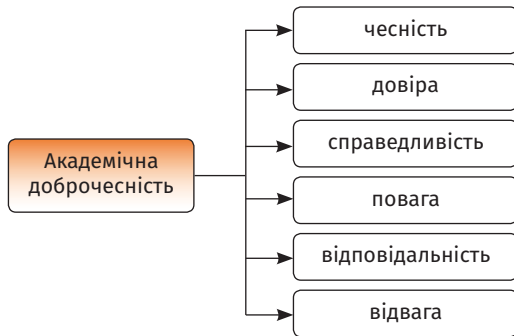 Академічна
доброчесність
чесність
довіра
справедливість
повага
відповідальність
відвага